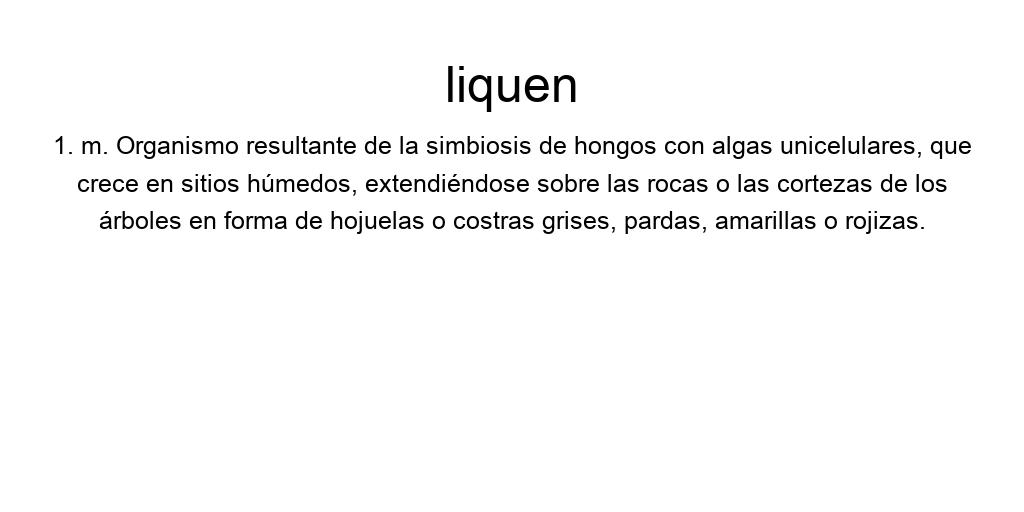 liquen
1. m. Organismo resultante de la simbiosis de hongos con algas unicelulares, que
crece en sitios húmedos, extendiéndose sobre las rocas o las cortezas de los
árboles en forma de hojuelas o costras grises, pardas, amarillas o rojizas.